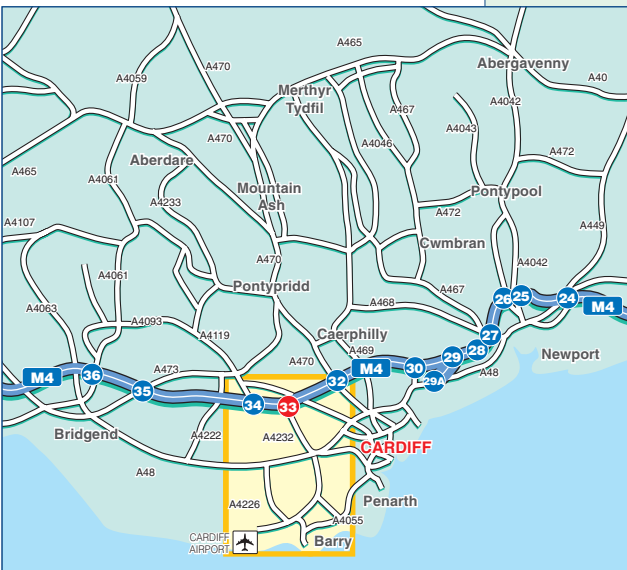 A465
Abergavenny
A4059
A470
A40
Merthyr
Tydfil
A467
A4042
A4043
A470
A4046
A472
Aberdare
A465
A4061
Mountain
Ash
Pontypool
A4233
A472
A449
A4107
Cwmbran
A470
A4042
A4061
Pontypridd
A467
26
25
24
M4
A4063
A468
A4093
A4119
Caerphilly
27
A469
28
Newport
29
A473
A470
M4
30
A48
M4
36
32
29A
35
34
33
Bridgend
A4222
A4232
CARDIFF
A48
Penarth
A4226
A4055
CARDIFF
AIRPORT
Barry